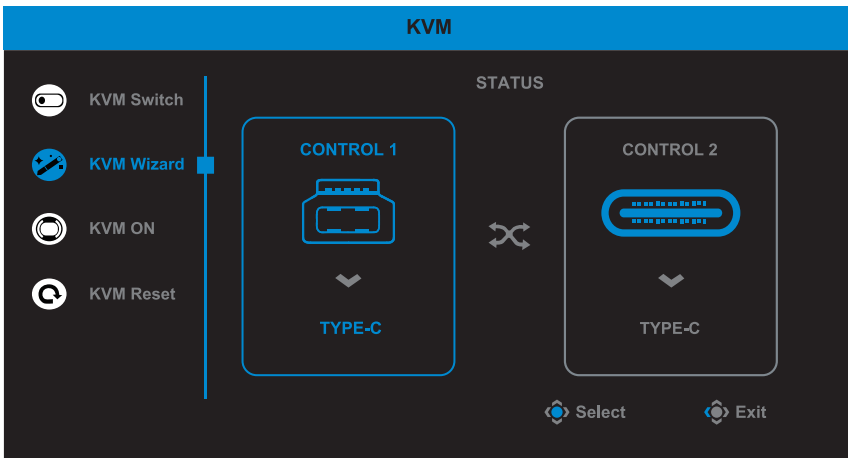 KVM
STATUS
KVM Switch
KVM Wizard
KVM ON
KVM Reset
CONTROL 1
TYPE-C
CONTROL 2
TYPE-C
Select
Exit